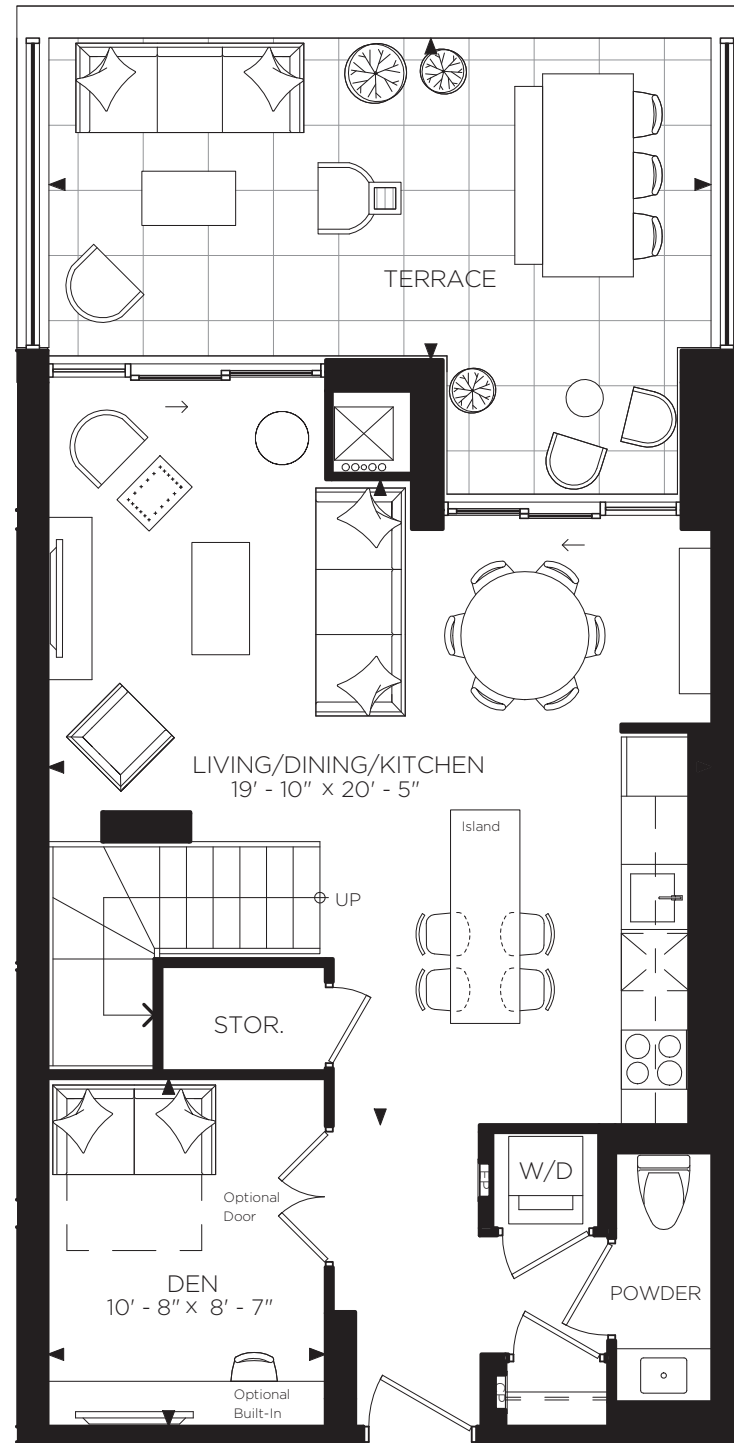 TERRACE
LIVING/DINING/KITCHEN
19' - 10" x 20' - 5"
Island
UP
STOR.
W/D
Optional
Door
DEN
10' - 8" x 8' - 7"
POWDER
Optional
Built-In